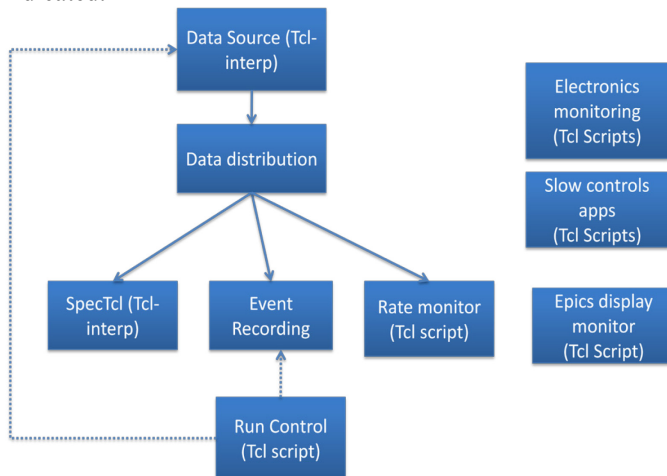 Data Source (Tcl-
interp)
Data distribution
Electronics
monitoring
(Tcl Scripts)
Slow controls
apps
(Tcl Scripts)
SpecTcl (Tcl-
interp)
Event
Recording
Rate monitor
(Tcl script)
Epics display
monitor
(Tcl Script)
Run Control
(Tcl script)